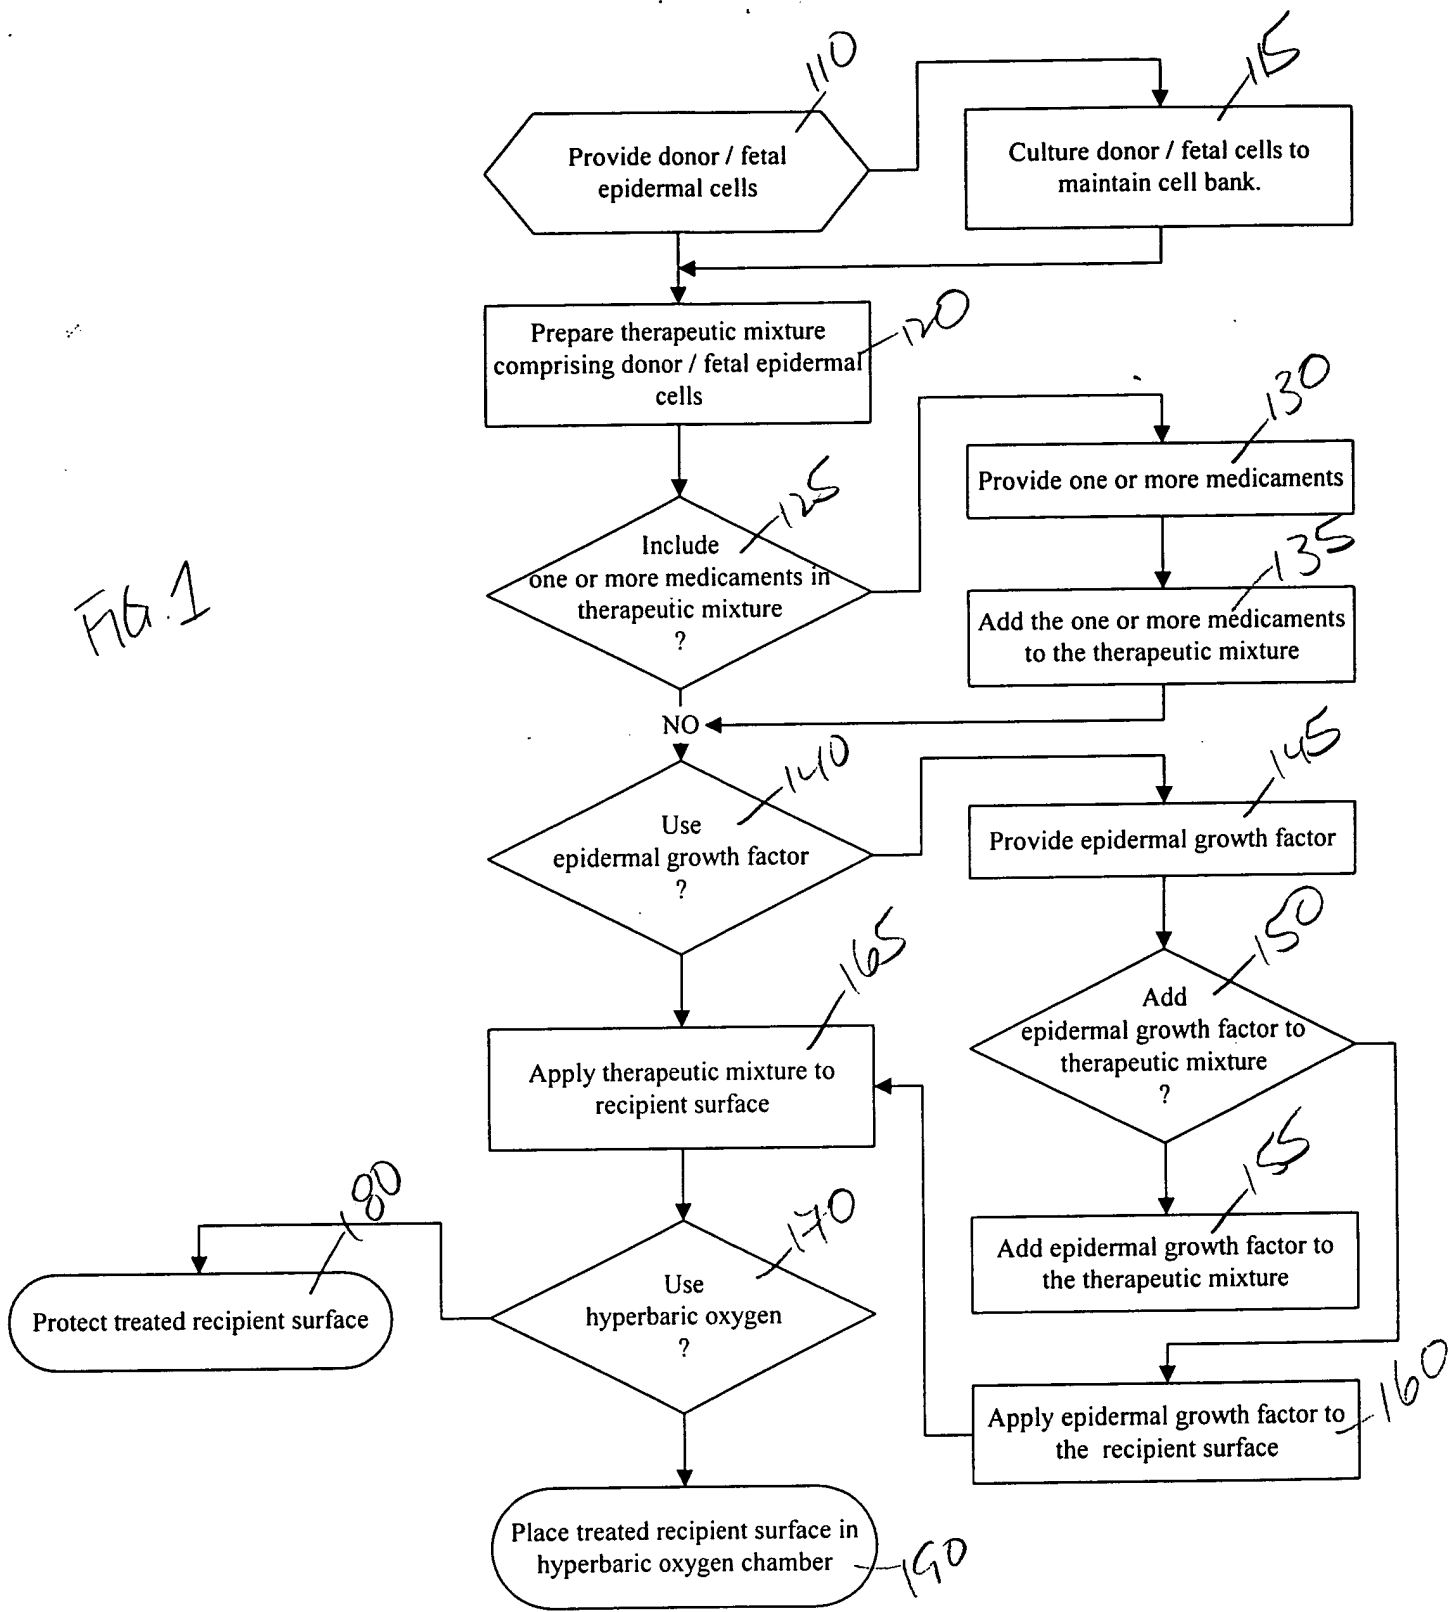 110
115
Provide donor / fetal
epidermal cells
Culture donor / fetal cells to
maintain cell bank.
120
Prepare therapeutic mixture
comprising donor / fetal epidermal
cells
130
Provide one or more medicaments
125
Include
one or more medicaments in
therapeutic mixture
?
135
Add the one or more medicaments
to the therapeutic mixture
FIG. 1
NO
140
Use
epidermal growth factor
?
145
Provide epidermal growth factor
150
Add
epidermal growth factor to
therapeutic mixture
?
165
Apply therapeutic mixture to
recipient surface
155
Add epidermal growth factor to
the therapeutic mixture
180
Protect treated recipient surface
170
Use
hyperbaric oxygen
?
160
Apply epidermal growth factor to
the recipient surface
Place treated recipient surface in
hyperbaric oxygen chamber
190